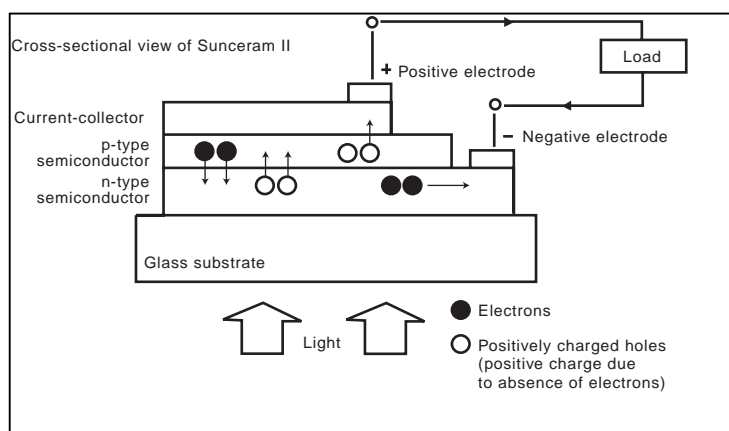 Cross-sectional view of Sunceram II
Load
+ Positive electrode
− Negative electrode
Current-collector
p-type
semiconductor
n-type
semiconductor
Glass substrate
Light
Electrons
Positively charged holes
(positive charge due
to absence of electrons)